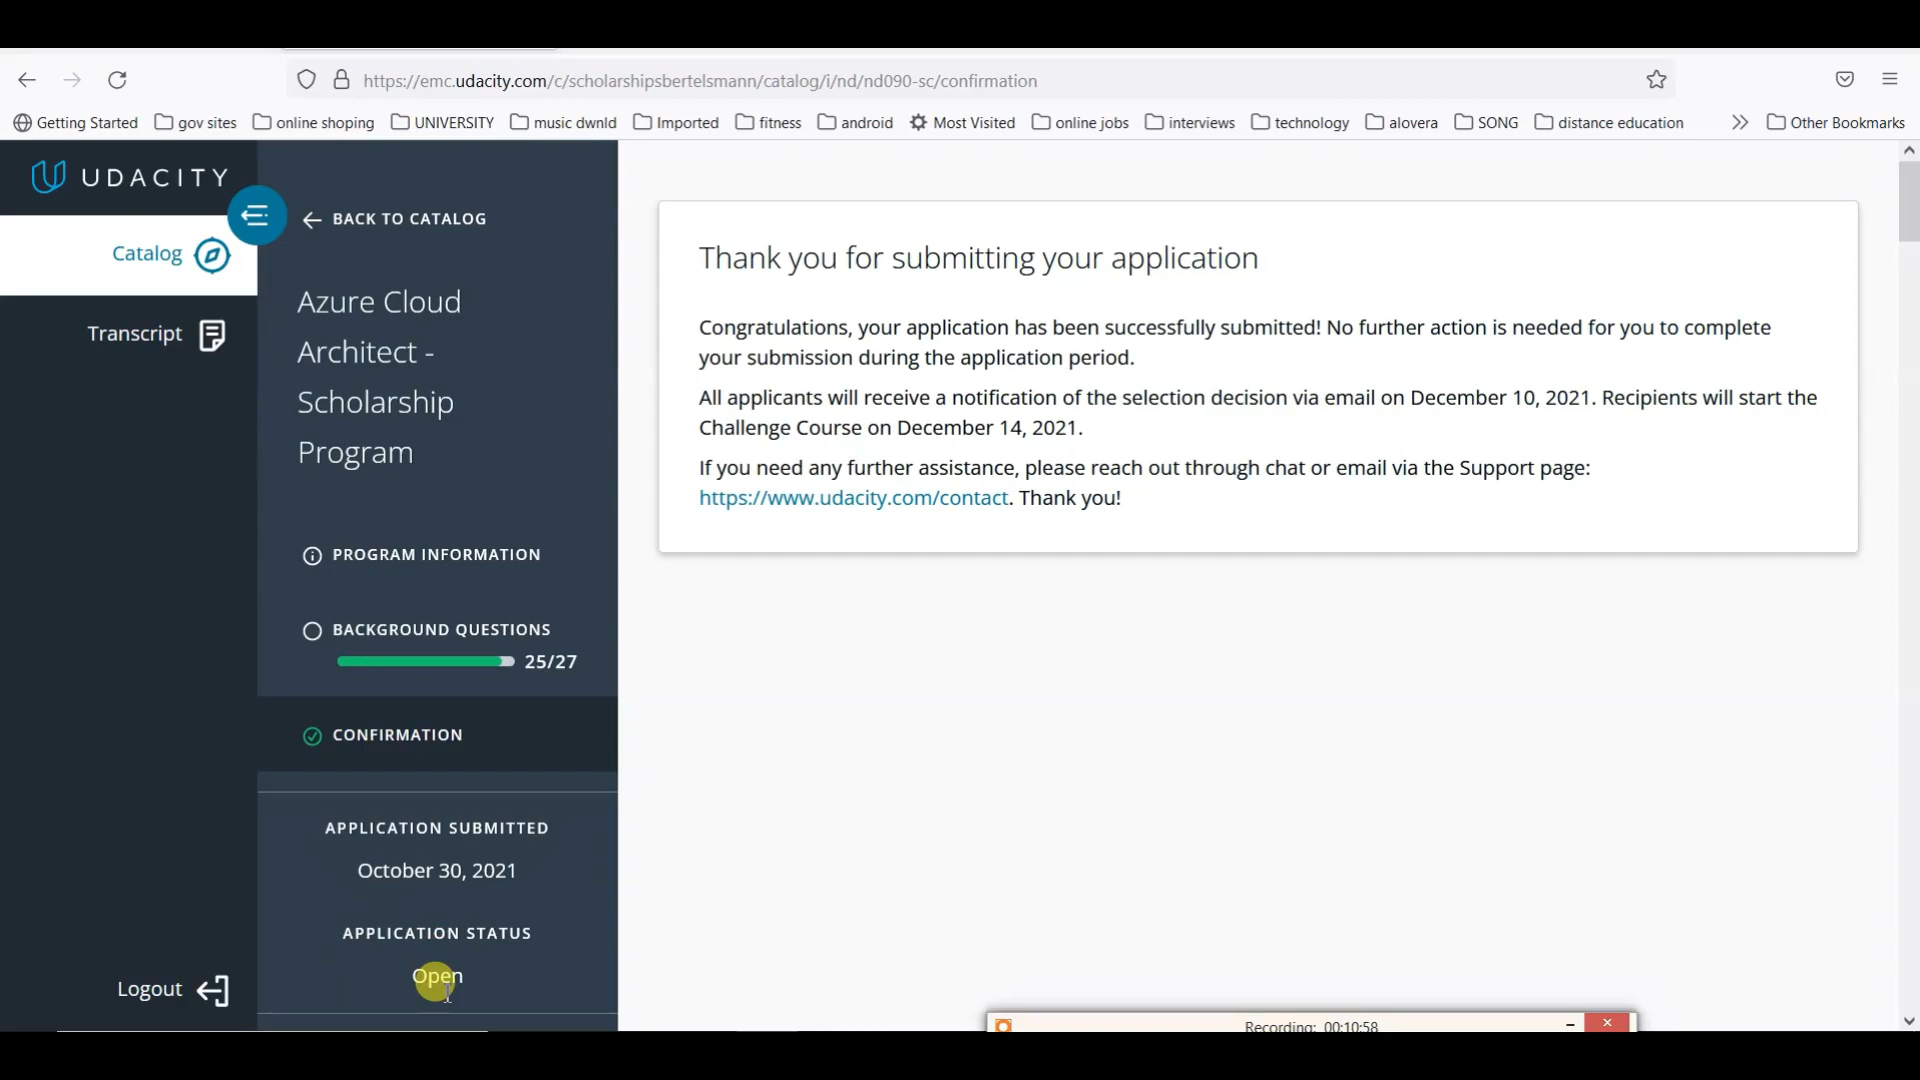 https://emc.udacity.com/c/scholarshipsbertelsmann/catalog/i/nd/nd090-sc/confirmation
Getting Started gov sites online shoping UNIVERSITY music dwnld Imported fitness android Most Visited online jobs interviews technology alovera SONG distance education Other Bookmarks
UDACITY
Catalog
Transcript
Logout
BACK TO CATALOG
Azure Cloud
Architect -
Scholarship
Program
PROGRAM INFORMATION
BACKGROUND QUESTIONS
25/27
CONFIRMATION
APPLICATION SUBMITTED
October 30, 2021
APPLICATION STATUS
Open
Thank you for submitting your application
Congratulations, your application has been successfully submitted! No further action is needed for you to complete
your submission during the application period.
All applicants will receive a notification of the selection decision via email on December 10, 2021. Recipients will start the
Challenge Course on December 14, 2021.
If you need any further assistance, please reach out through chat or email via the Support page:
https://www.udacity.com/contact. Thank you!
Recording: 00:10:58